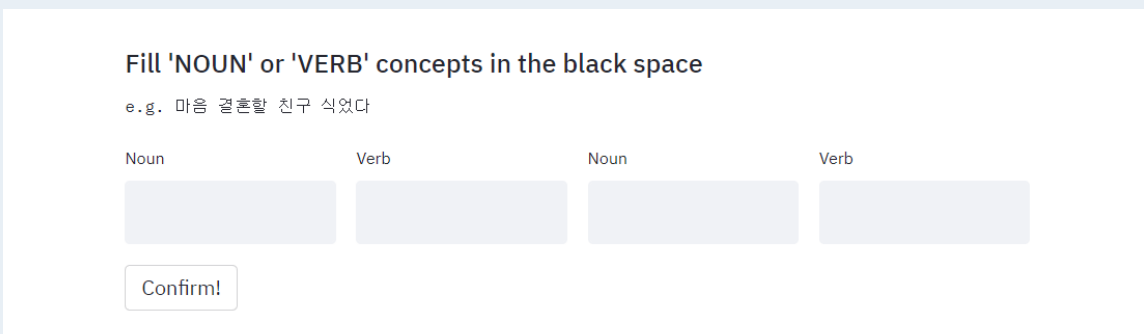 Fill 'NOUN' or 'VERB' concepts in the black space
e.g. 마음 결혼할 친구 식었다
Noun Verb Noun Verb
Confirm!